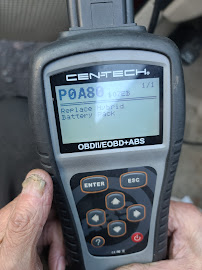 CEN-TECH®
P0A80
1/1
Replace Hybrid
Battery Pack
OBDII/EOBD+ABS
ENTER
ESC
?